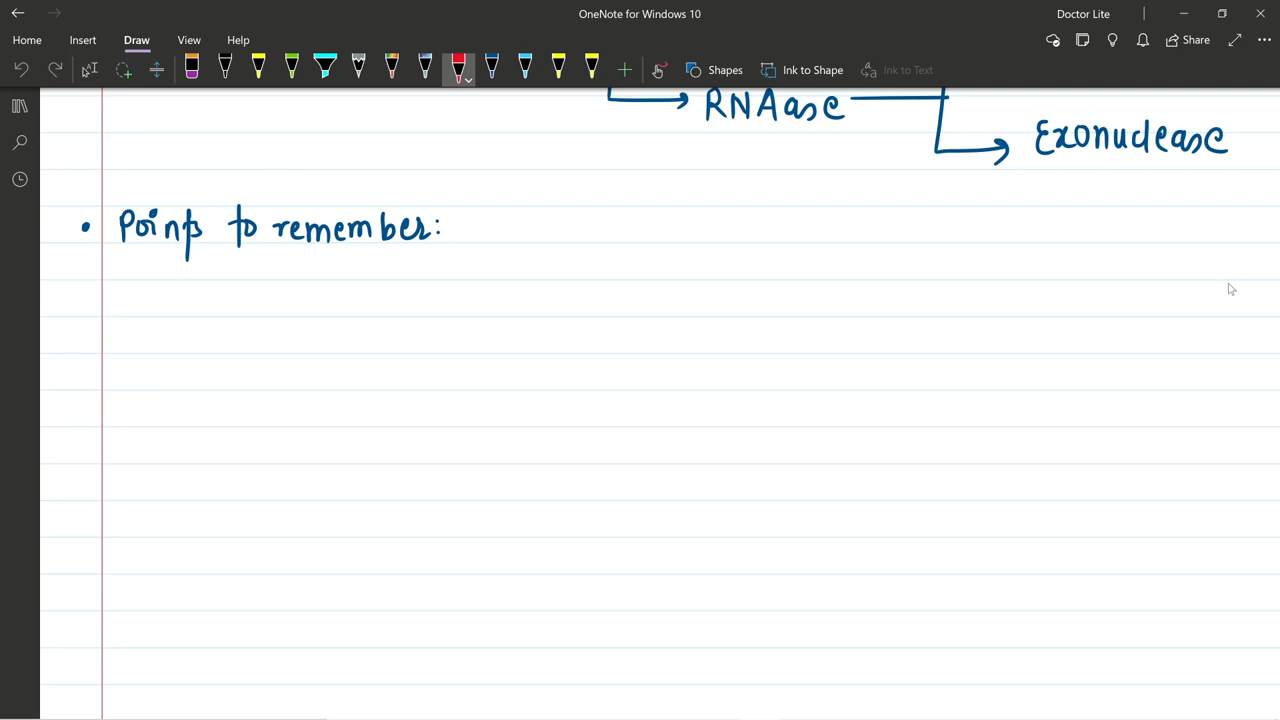 OneNote for Windows 10
Doctor Lite
Home Insert Draw View Help
Share
Shapes Ink to Shape Ink to Text
RNAase
Exonuclease
• Points to remember: